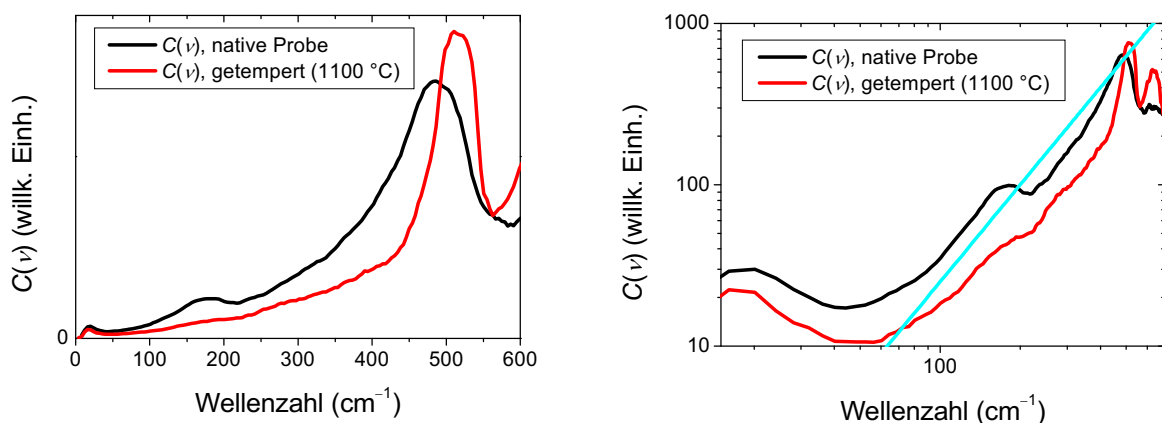 C(ν), native Probe
C(ν), getempert (1100 °C)
C(ν) (willk. Einh.)
0
0 100 200 300 400 500 600
Wellenzahl (cm⁻¹)
1000
C(ν), native Probe
C(ν), getempert (1100 °C)
C(ν) (willk. Einh.)
100
10
100
Wellenzahl (cm⁻¹)